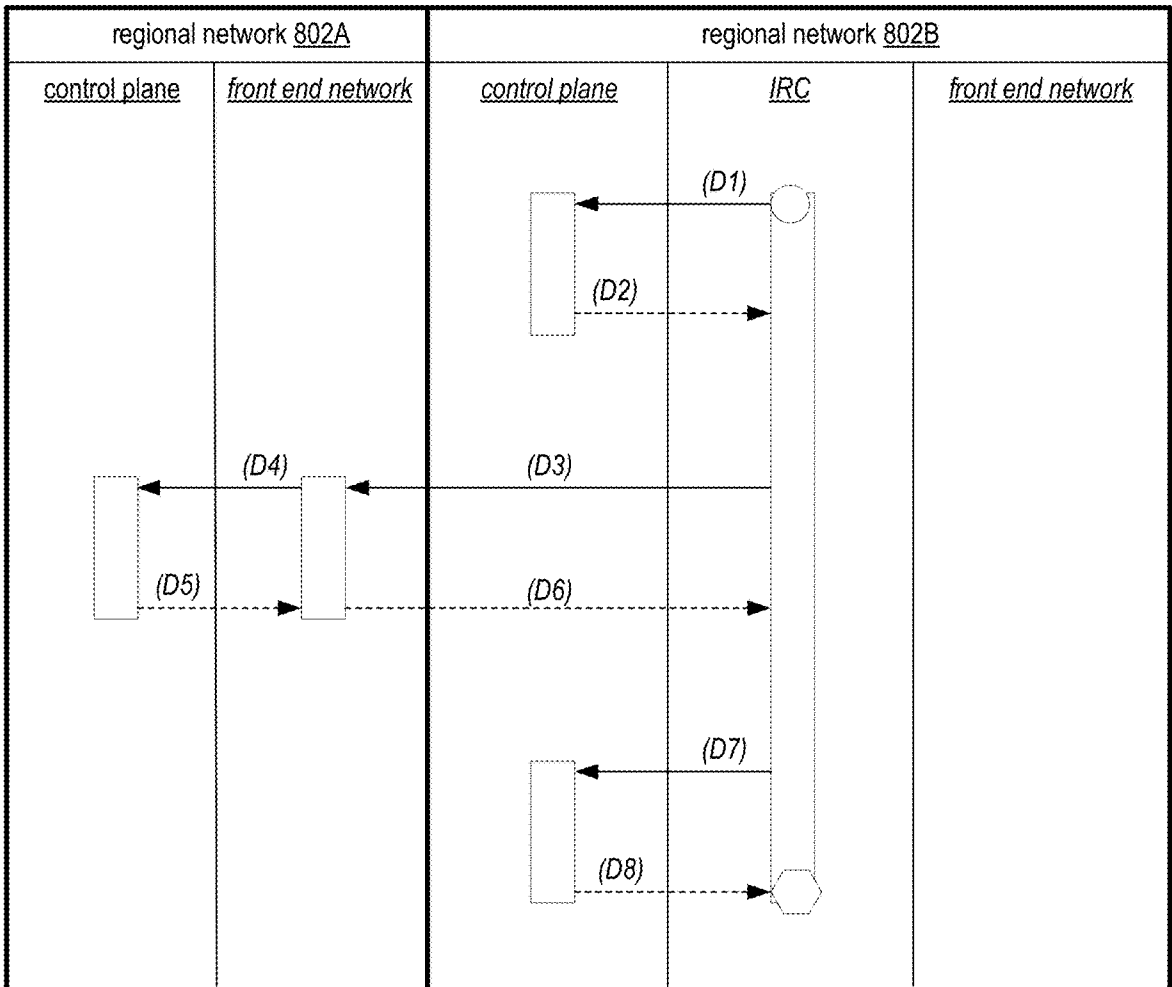 regional network 802A
regional network 802B
control plane
front end network
control plane
IRC
front end network
(D1)
(D2)
(D4)
(D3)
(D5)
(D6)
(D7)
(D8)